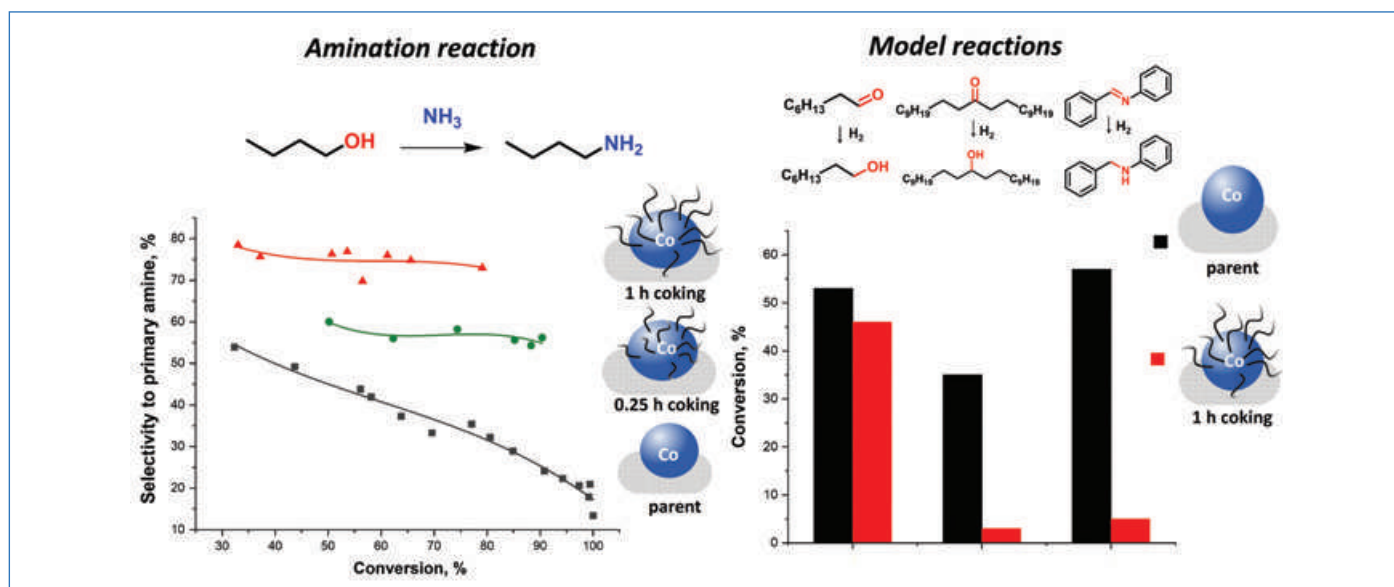 Amination reaction
NH3
OH
NH2
Selectivity to primary amine, %
80
70
60
50
40
30
20
10
30 40 50 60 70 80 90 100
Conversion, %
Co
1 h coking
Co
0.25 h coking
Co
parent
Model reactions
C6H13 O
C9H19 O C9H19
N
H2
H2
H2
C6H13 OH
C9H19 OH C9H19
N
H
Conversion, %
60
50
40
30
20
10
0
Co
parent
Co
1 h coking